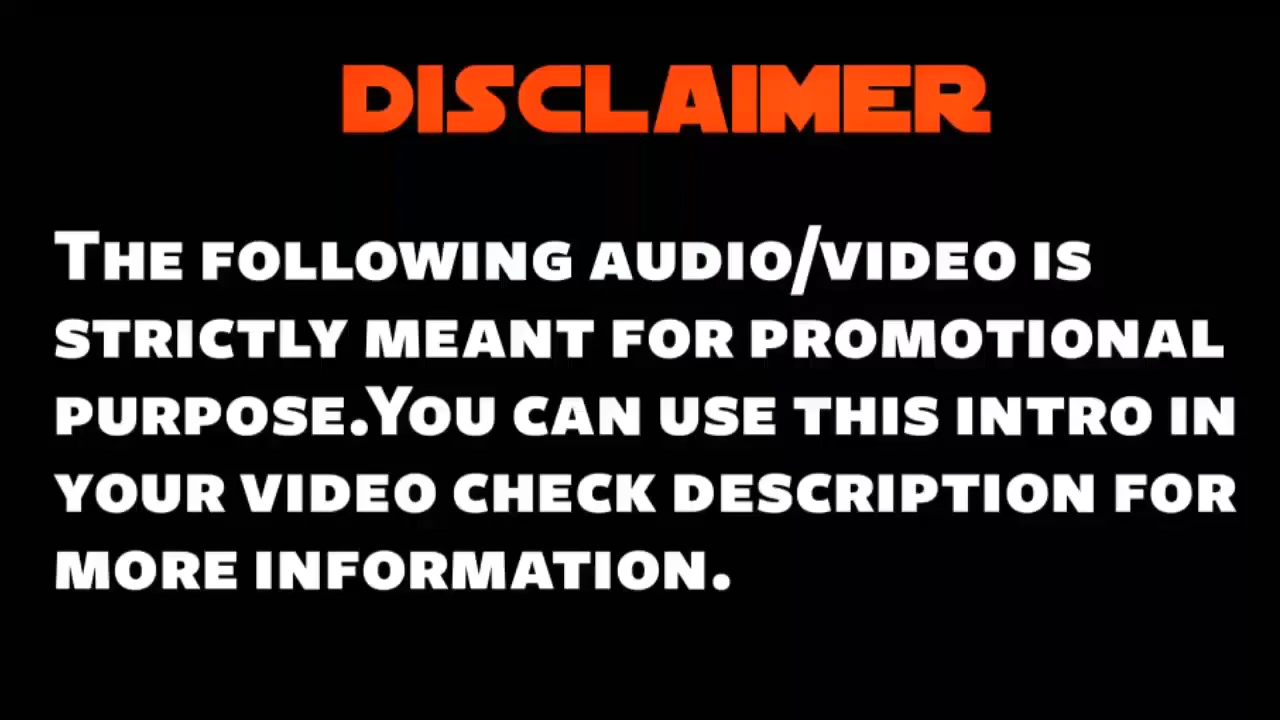 DISCLAIMER
The following audio/video is
strictly meant for promotional
purpose.You can use this intro in
your video check description for
more information.